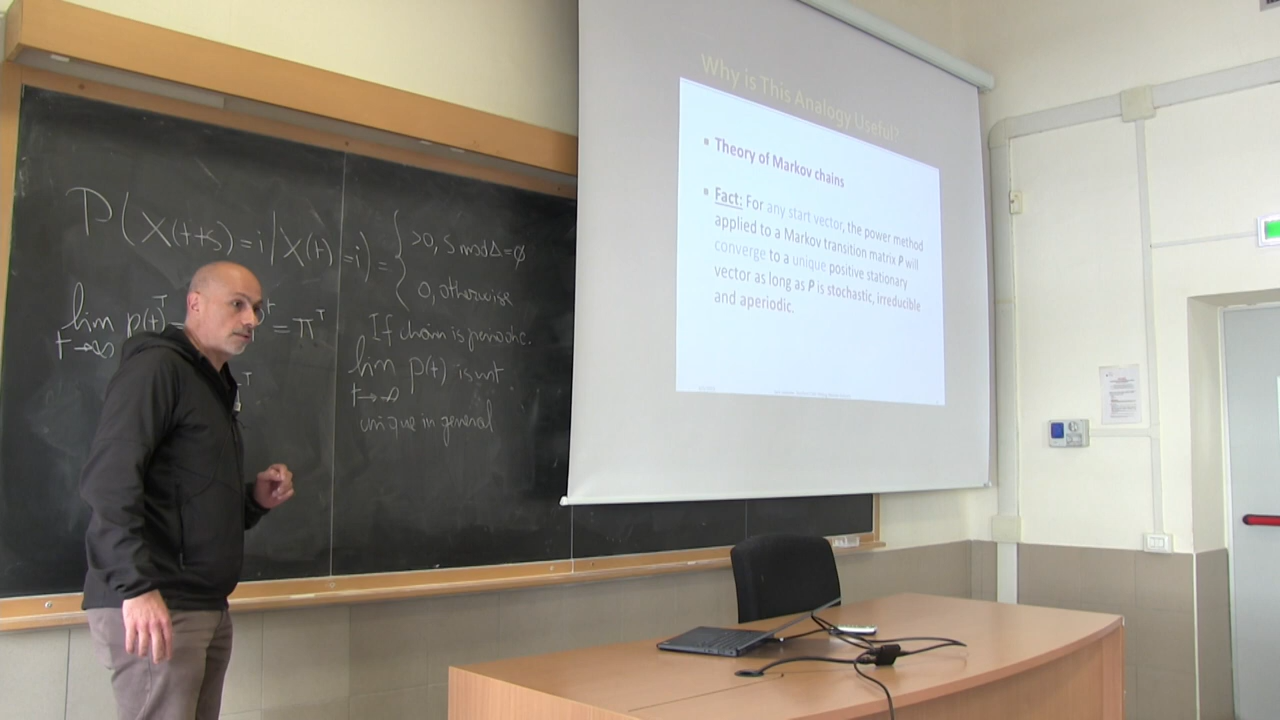 P(X(t+s)=i|X(t)=i)= { >0, s mod Δ=∅
0, otherwise
lim p(t)^T = = π^T
t→∞
If chain is periodic.
lim p(t) is not
t→∞
unique in general
Why is This Analogy Useful?
▪ Theory of Markov chains
▪ Fact: For any start vector, the power method
applied to a Markov transition matrix P will
converge to a unique positive stationary
vector as long as P is stochastic, irreducible
and aperiodic.